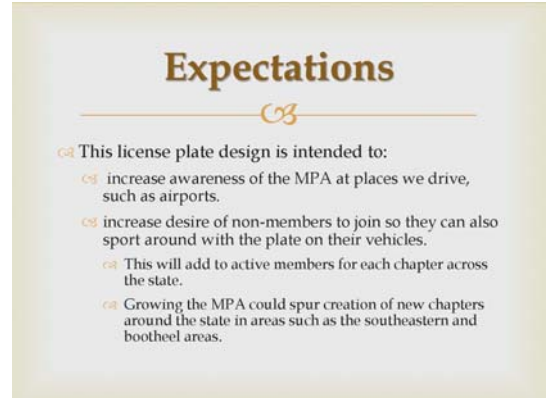 Expectations
This license plate design is intended to:
increase awareness of the MPA at places we drive,
such as airports.
increase desire of non-members to join so they can also
sport around with the plate on their vehicles.
This will add to active members for each chapter across
the state.
Growing the MPA could spur creation of new chapters
around the state in areas such as the southeastern and
bootheel areas.